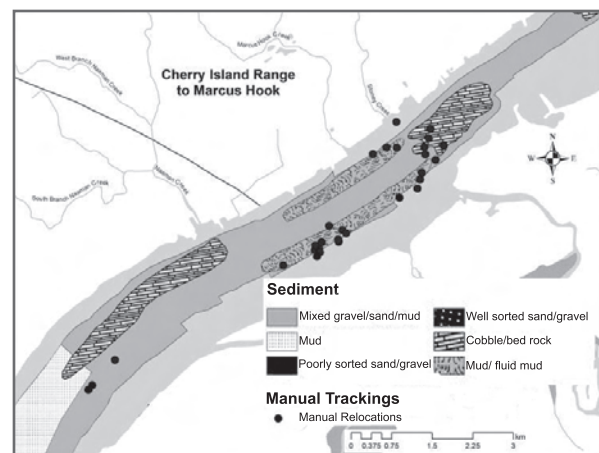 Cherry Island Range
to Marcus Hook
West Branch Naaman Creek
Marcus Hook Creek
Stoney Creek
Naaman Creek
South Branch Naaman Creek
N
W E
S
Sediment
Mixed gravel/sand/mud
Well sorted sand/gravel
Mud
Cobble/bed rock
Poorly sorted sand/gravel
Mud/ fluid mud
Manual Trackings
Manual Relocations
km
0 0.375 0.75 1.5 2.25 3